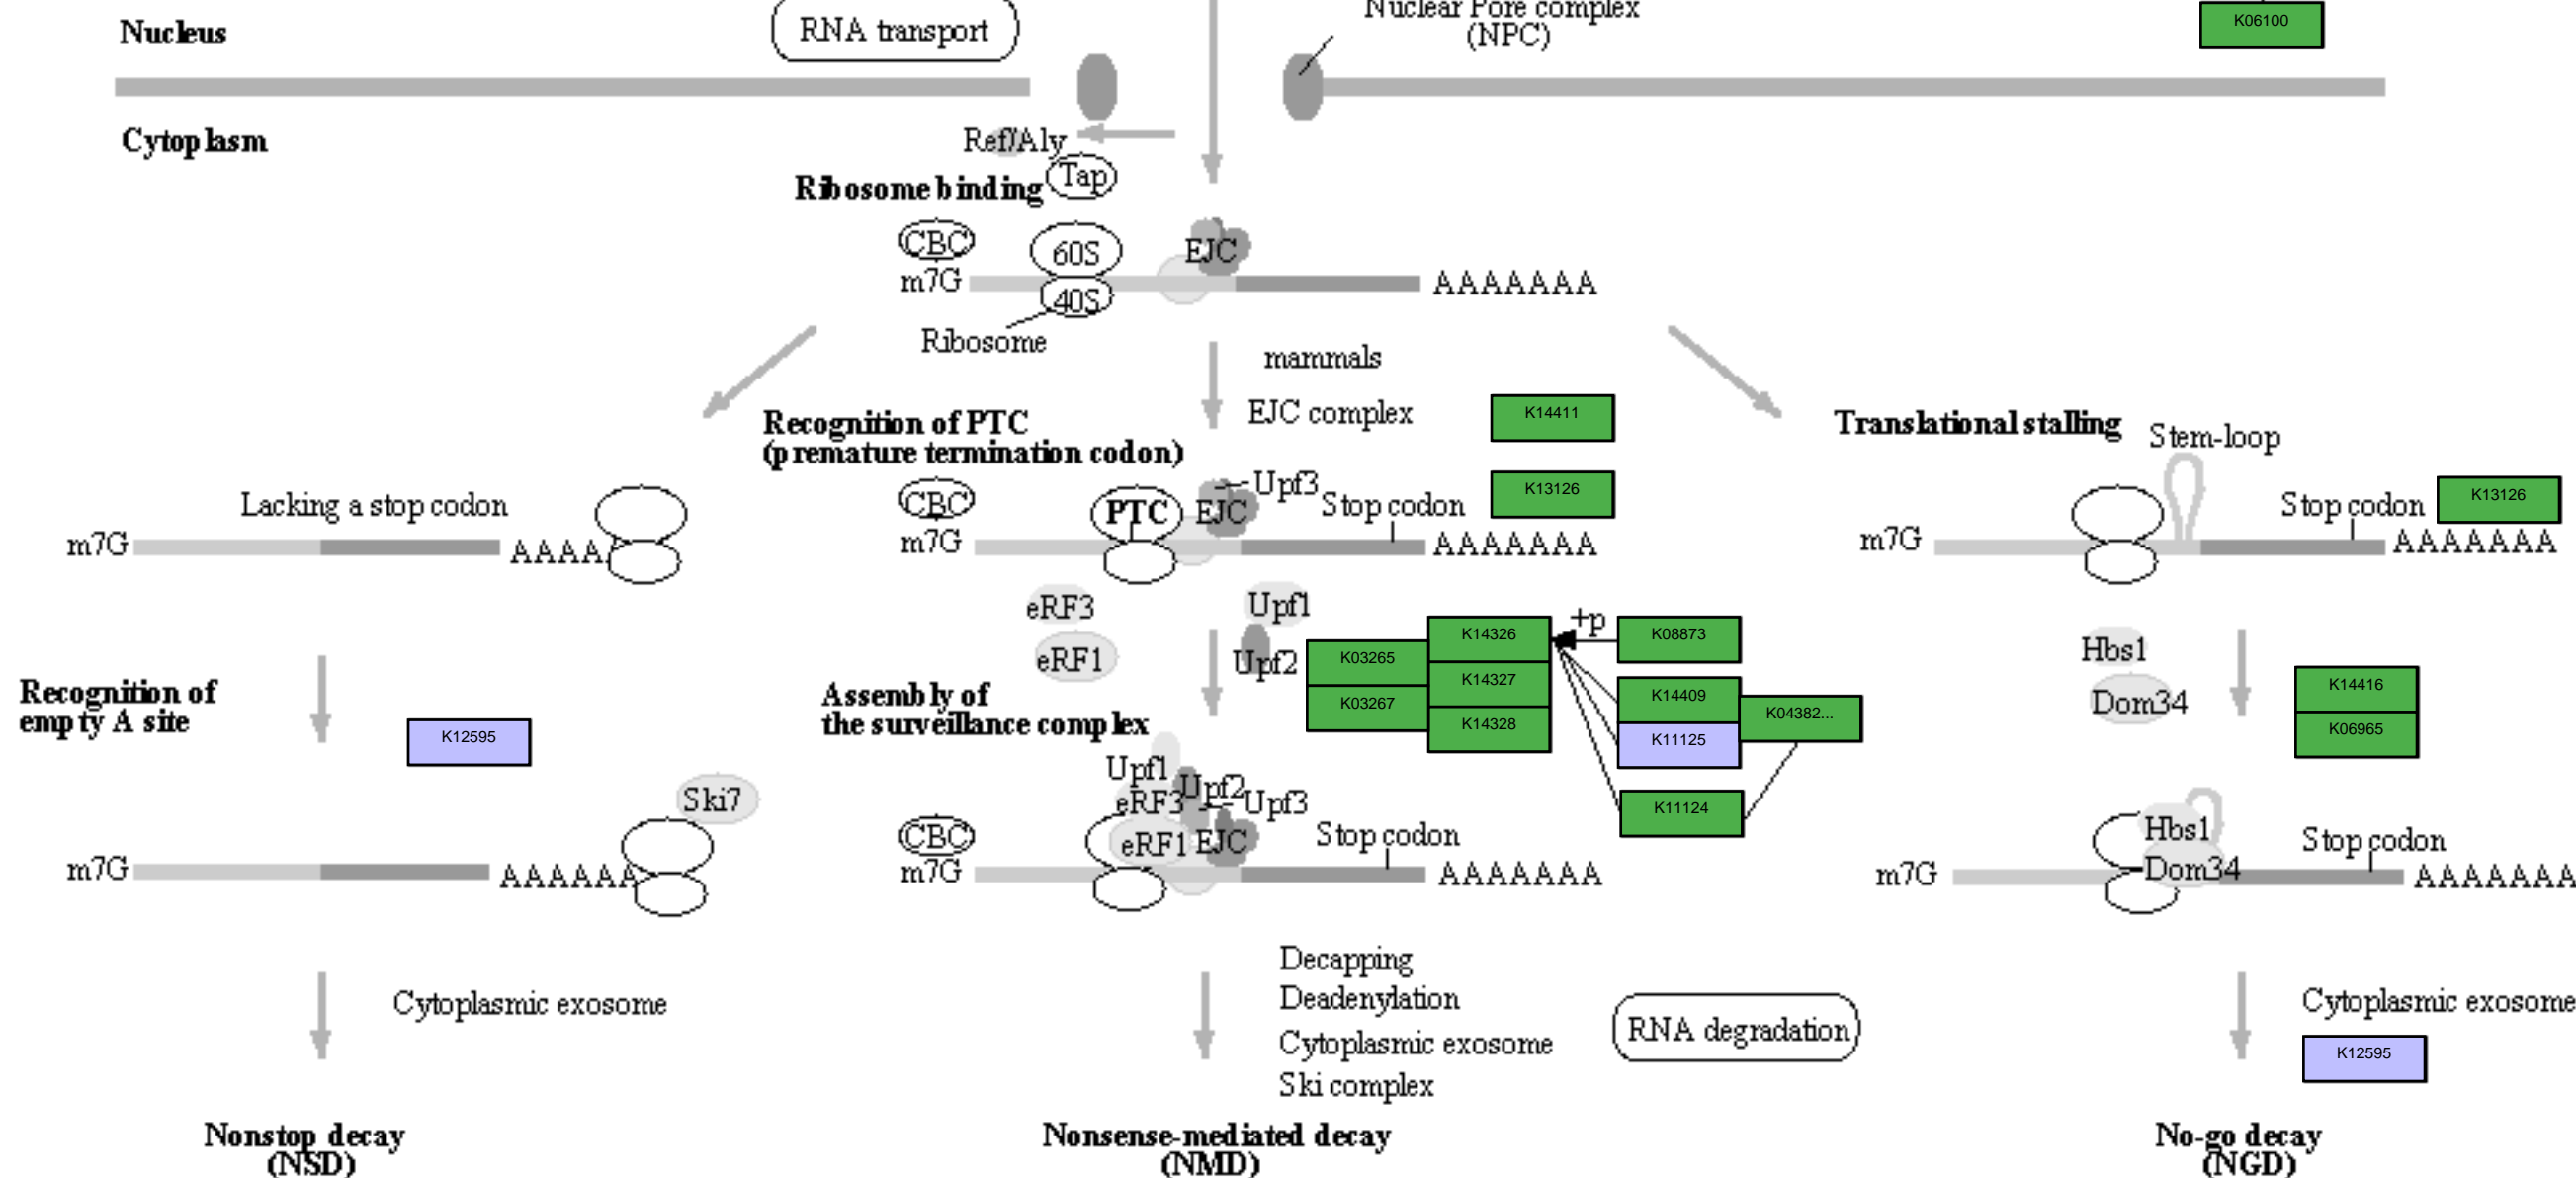 Nucleus
RNA transport
Nuclear Pore complex
(NPC)
K06100
Cytoplasm
Ref/Aly
Tap
Ribosome binding
CBC
60S
EJC
m7G
40S
AAAAAAA
Ribosome
mammals
EJC complex
K14411
Recognition of PTC
(premature termination codon)
Translational stalling
Stem-loop
Lacking a stop codon
m7G
AAAA
CBC
PTC
EJC
Upf3
Stop codon
K13126
m7G
AAAAAAA
Stop codon
K13126
m7G
AAAAAAA
eRF3
eRF1
Upf1
Upf2
K03265
K03267
K14326
K14327
K14328
+p
K08873
K14409
K11125
K04382...
K11124
Hbs1
Dom34
K14416
K06965
Recognition of
empty A site
K12595
Assembly of
the surveillance complex
Ski7
m7G
AAAAAA
Upf1
Upf2
eRF3
Upf3
CBC
eRF1
EJC
Stop codon
m7G
AAAAAAA
Hbs1
Dom34
Stop codon
m7G
AAAAAAA
Cytoplasmic exosome
Decapping
Deadenylation
Cytoplasmic exosome
Ski complex
RNA degradation
Cytoplasmic exosome
K12595
Nonstop decay
(NSD)
Nonsense-mediated decay
(NMD)
No-go decay
(NGD)